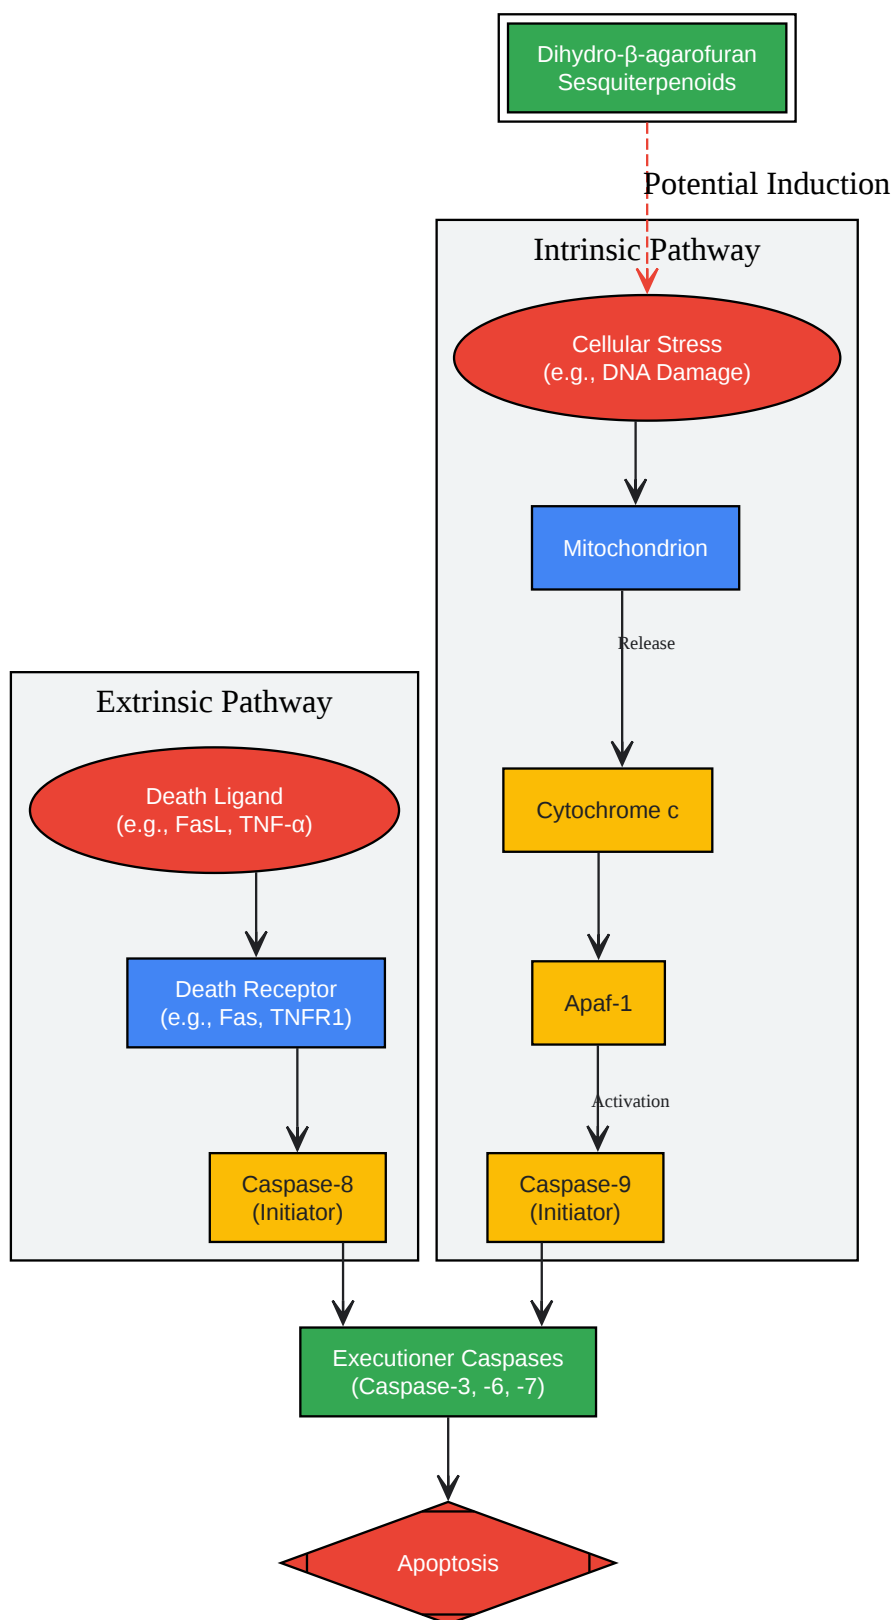 Dihydro-β-agarofuran
Sesquiterpenoids
Potential Induction
Intrinsic Pathway
Cellular Stress
(e.g., DNA Damage)
Mitochondrion
Release
Cytochrome c
Apaf-1
Activation
Caspase-9
(Initiator)
Extrinsic Pathway
Death Ligand
(e.g., FasL, TNF-α)
Death Receptor
(e.g., Fas, TNFR1)
Caspase-8
(Initiator)
Executioner Caspases
(Caspase-3, -6, -7)
Apoptosis